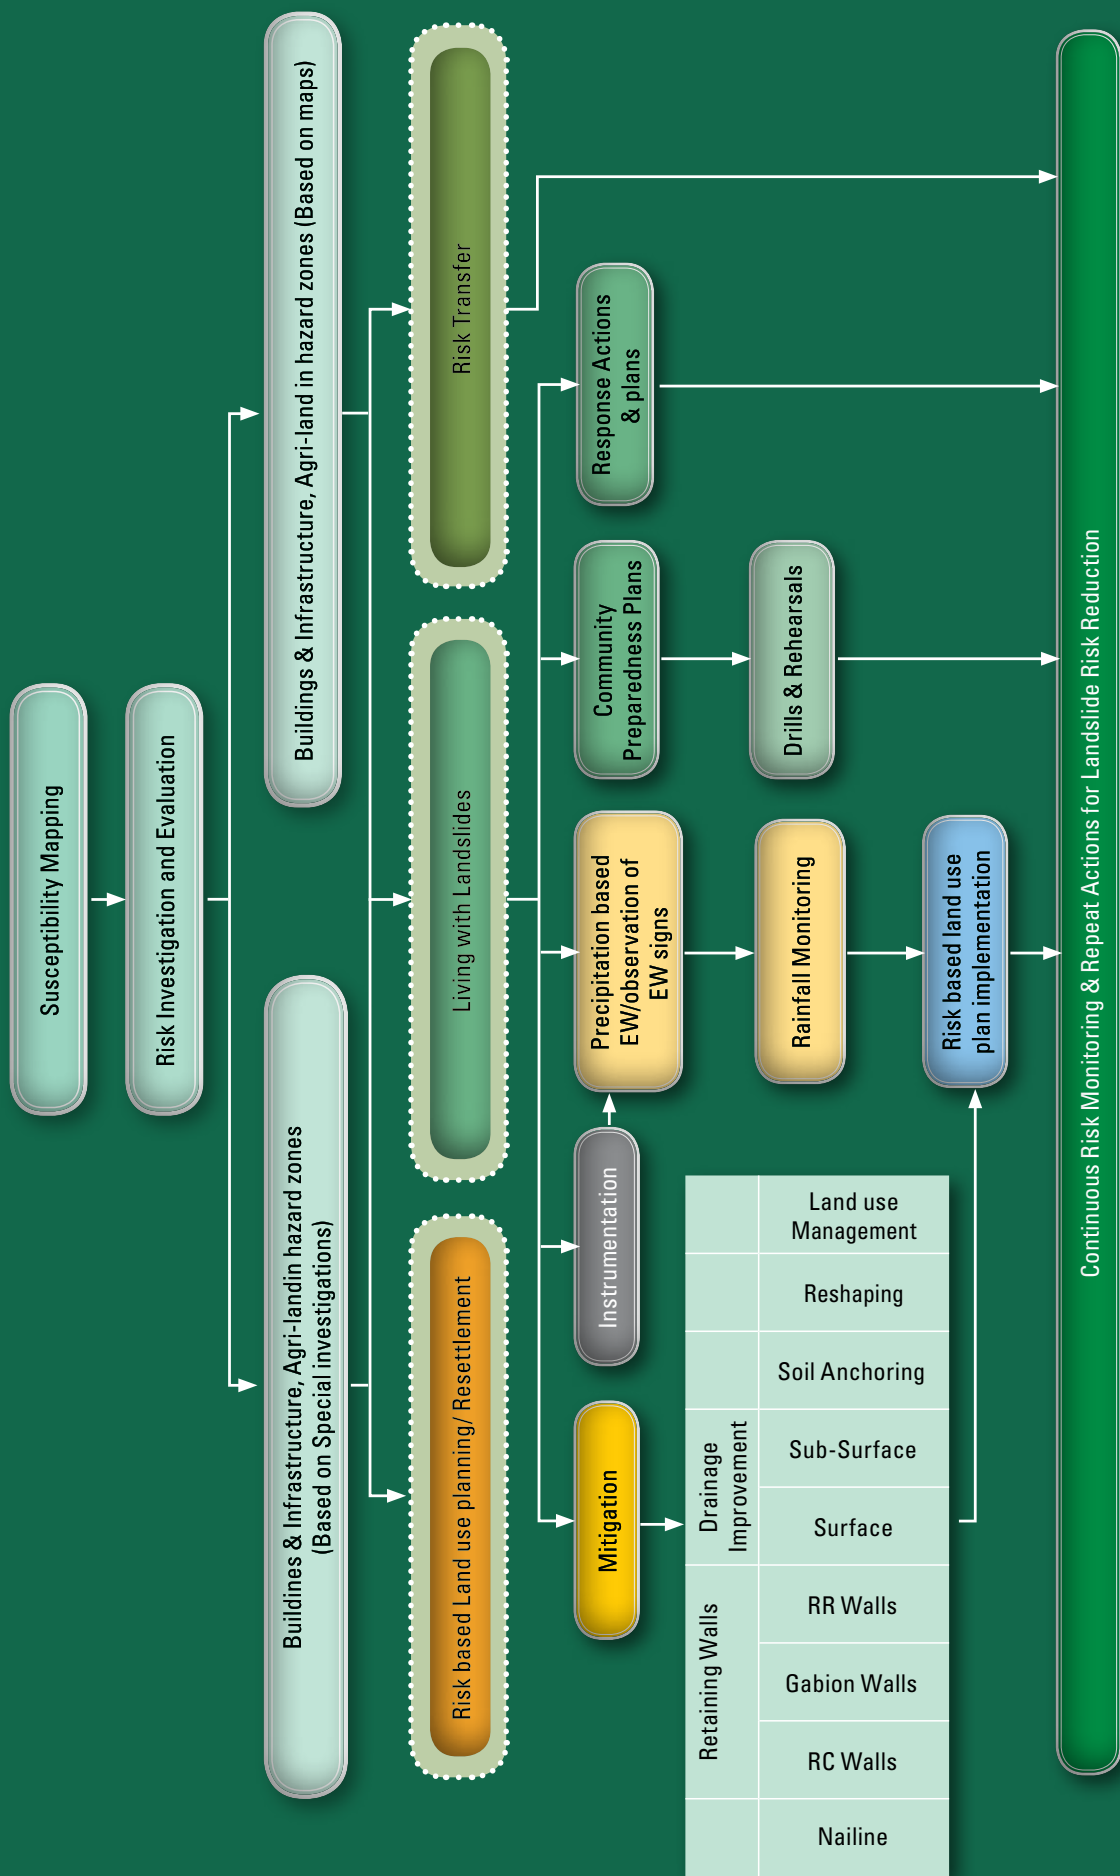 Susceptibility Mapping
Risk Investigation and Evaluation
Buildines & Infrastructure, Agri-landin hazard zones
(Based on Special investigations)
Buildings & Infrastructure, Agri-land in hazard zones (Based on maps)
Risk based Land use planning/ Resettlement
Living with Landslides
Risk Transfer
Mitigation
Instrumentation
Precipitation based
EW/observation of
EW signs
Community
Preparedness Plans
Response Actions
& plans
Retaining Walls
Drainage
Improvement
Nailine
RC Walls
Gabion Walls
RR Walls
Surface
Sub-Surface
Soil Anchoring
Reshaping
Land use
Management
Rainfall Monitoring
Drills & Rehearsals
Risk based land use
plan implementation
Continuous Risk Monitoring & Repeat Actions for Landslide Risk Reduction